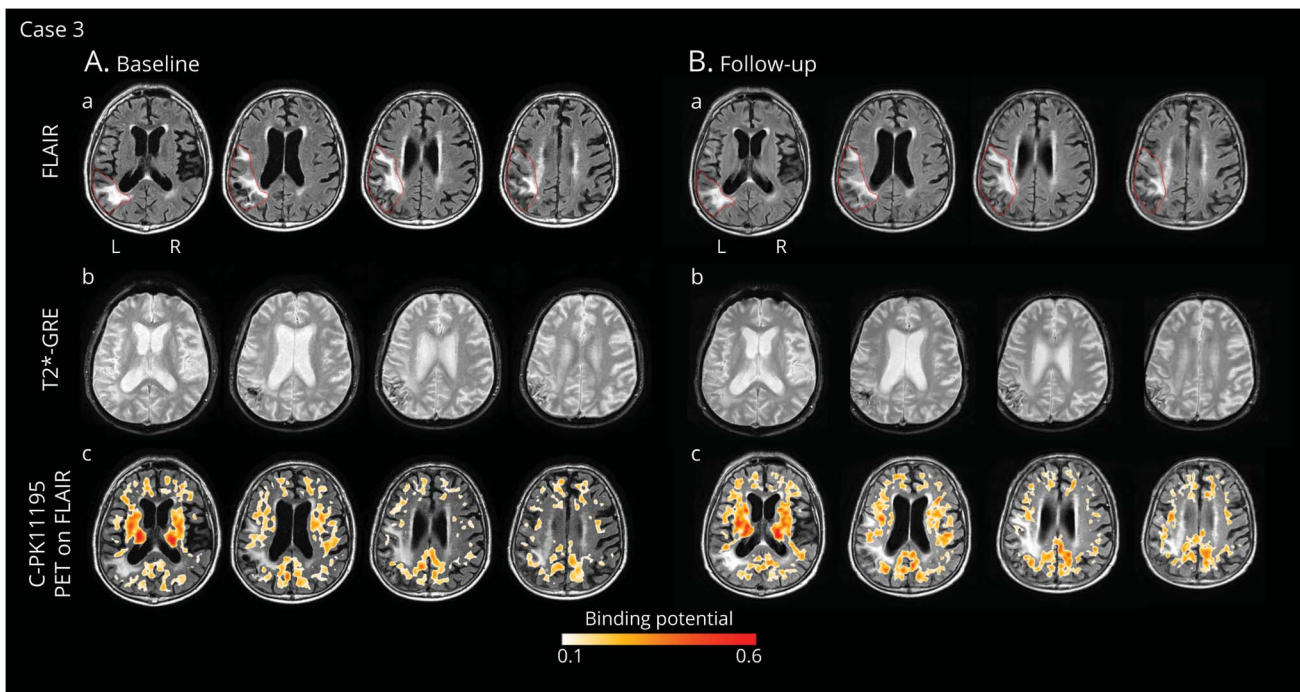 Case 3
A. Baseline
B. Follow-up
a
a
FLAIR
L R
L R
b
b
T2*-GRE
c
c
C-PK11195
PET on FLAIR
Binding potential
0.1 0.6